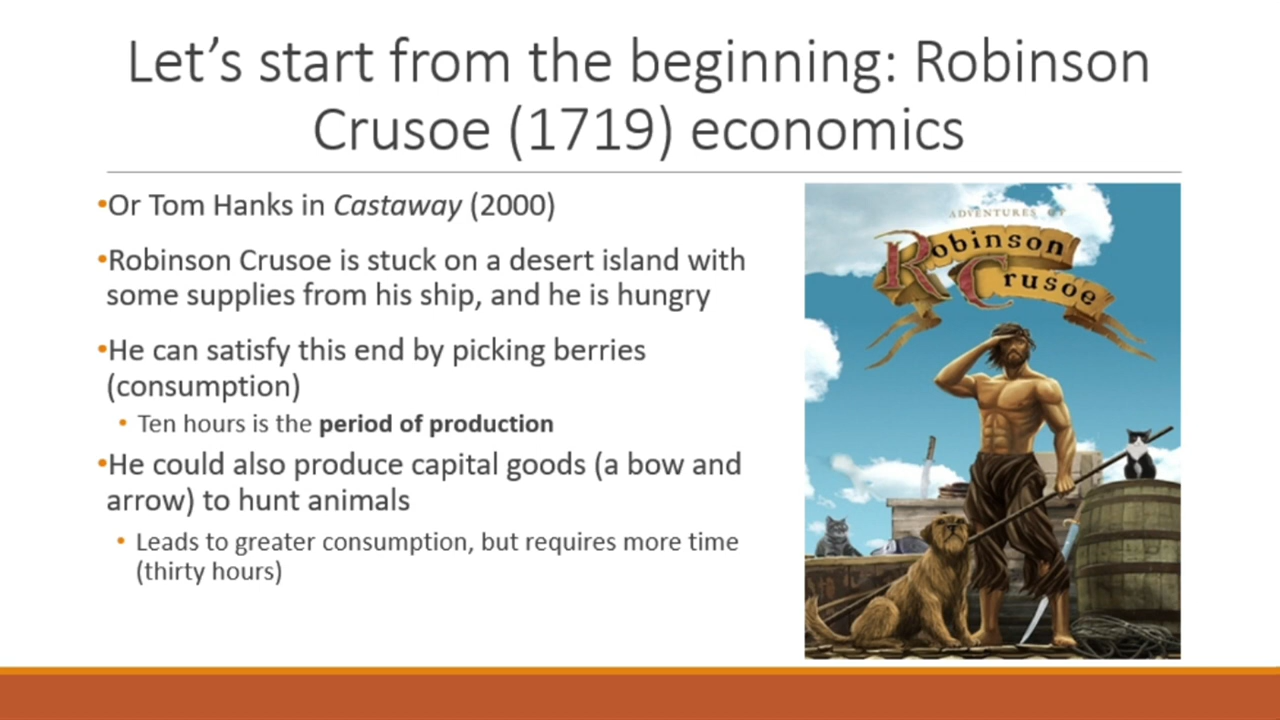 Let’s start from the beginning: Robinson
Crusoe (1719) economics
•Or Tom Hanks in Castaway (2000)
•Robinson Crusoe is stuck on a desert island with
some supplies from his ship, and he is hungry
•He can satisfy this end by picking berries
(consumption)
• Ten hours is the period of production
•He could also produce capital goods (a bow and
arrow) to hunt animals
• Leads to greater consumption, but requires more time
(thirty hours)
ADVENTURES OF
Robinson
Crusoe